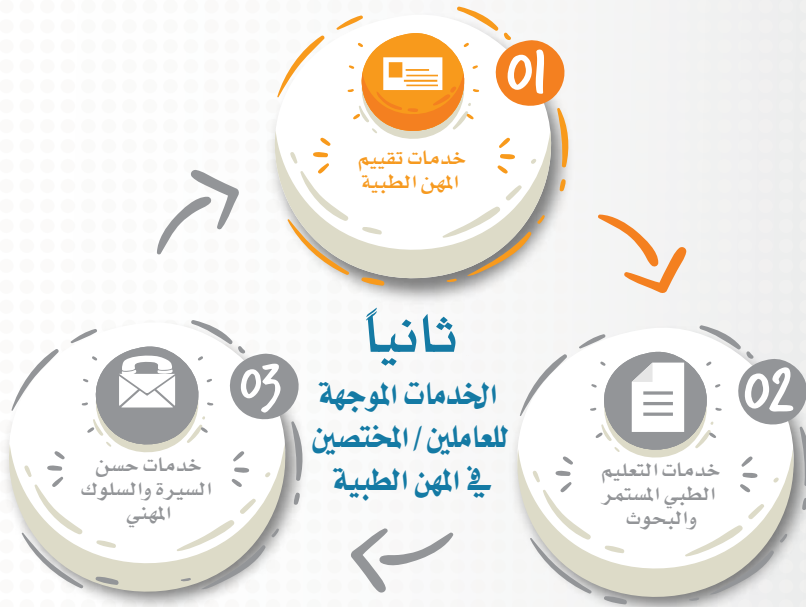 01
خدمات تقييم
المهن الطبية
ثانياً
الخدمات الموجهة
للعاملين / المختصين
في المهن الطبية
02
خدمات التعليم
الطبي المستمر
والبحوث
03
خدمات حسن
السيرة والسلوك
المهني